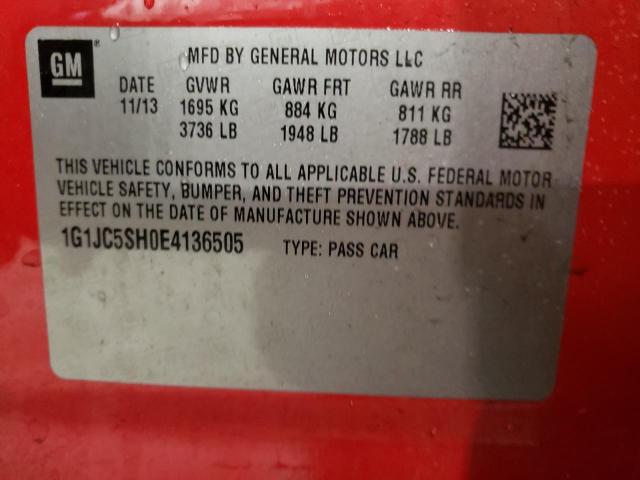 GM ® MFD BY GENERAL MOTORS LLC
DATE GVWR GAWR FRT GAWR RR
11/13 1695 KG 884 KG 811 KG
3736 LB 1948 LB 1788 LB
THIS VEHICLE CONFORMS TO ALL APPLICABLE U.S. FEDERAL MOTOR
VEHICLE SAFETY, BUMPER, AND THEFT PREVENTION STANDARDS IN
EFFECT ON THE DATE OF MANUFACTURE SHOWN ABOVE.
1G1JC5SH0E4136505 TYPE: PASS CAR